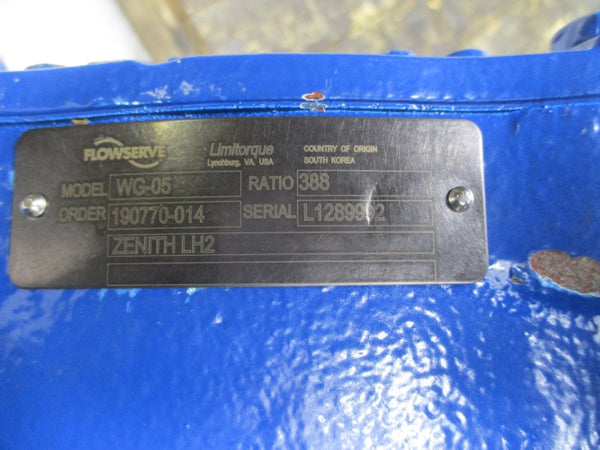 FLOWSERVE
Limitorque
Lynchburg, VA, USA
COUNTRY OF ORIGIN
SOUTH KOREA
MODEL WG-05 RATIO 388
ORDER 190770-014 SERIAL L1289992
ZENITH LH2